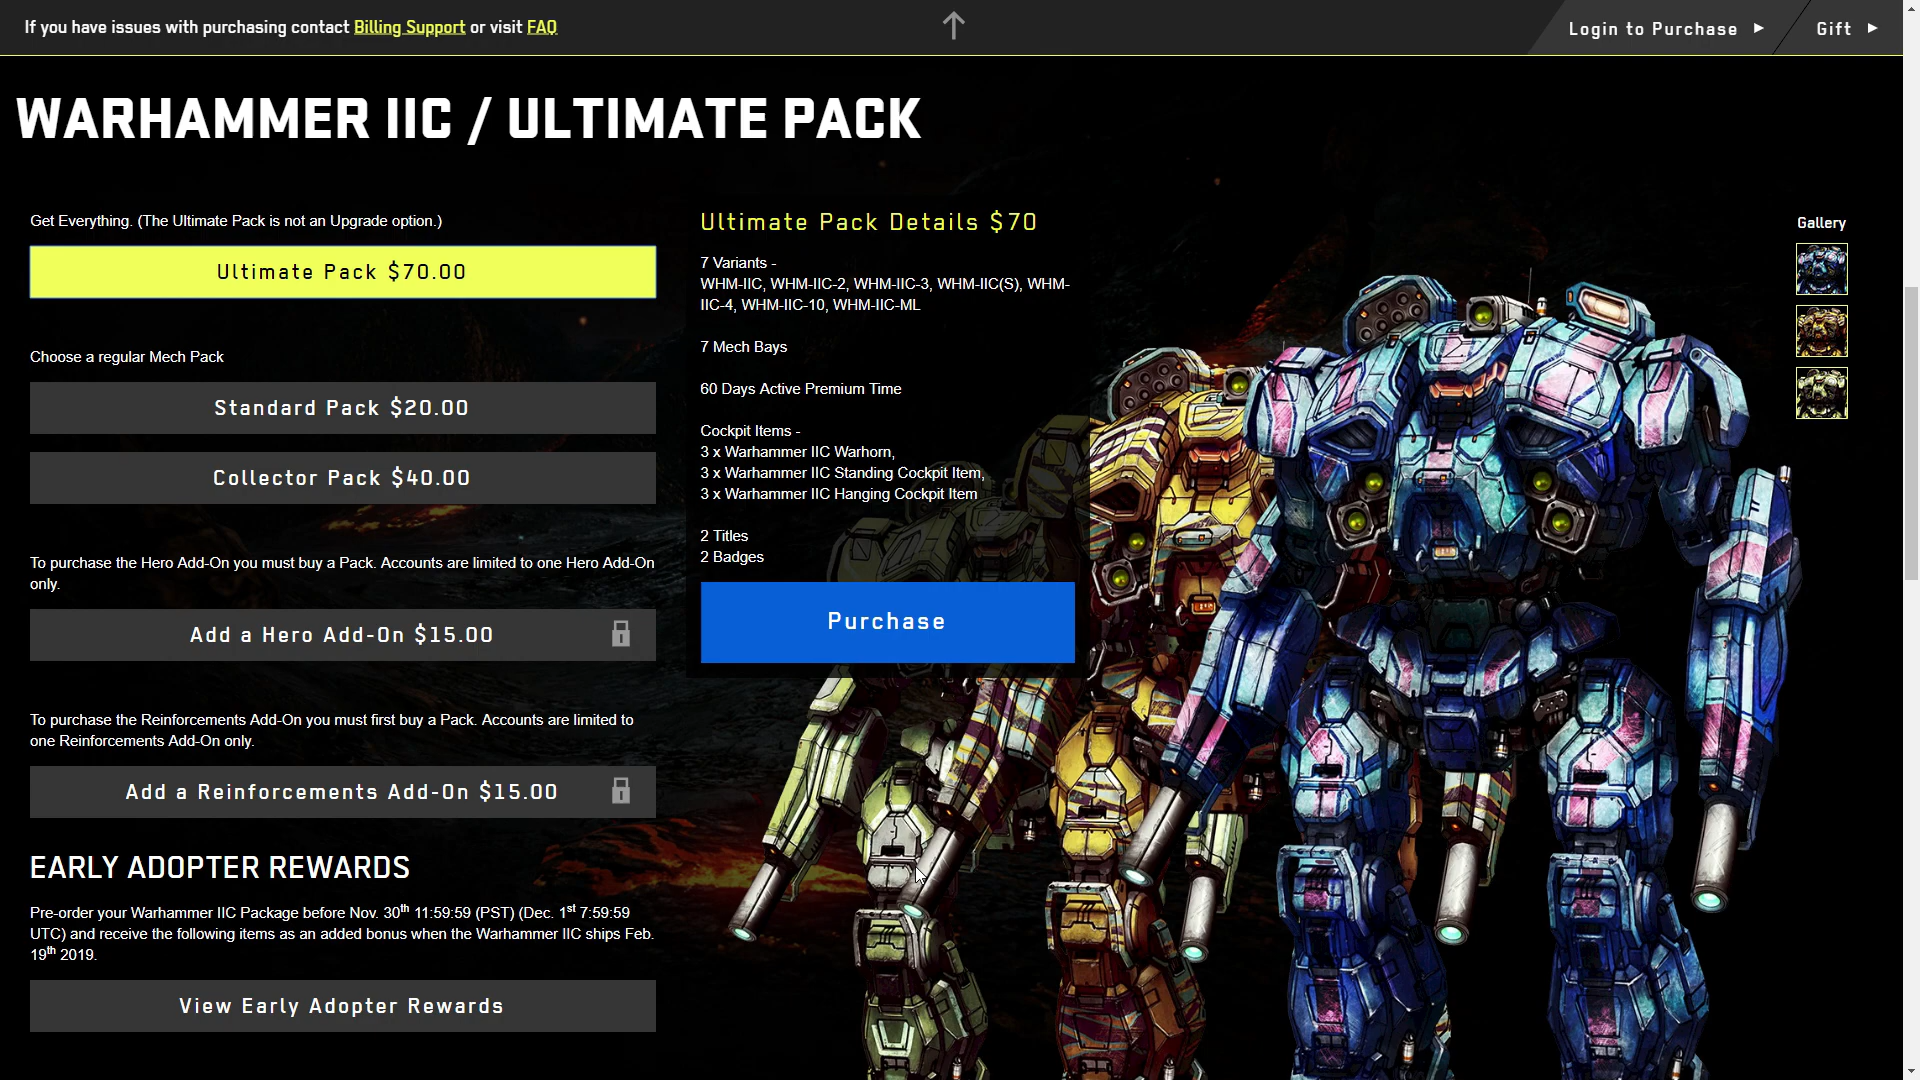 If you have issues with purchasing contact Billing Support or visit FAQ
Login to Purchase
Gift
WARHAMMER IIC / ULTIMATE PACK
Get Everything. (The Ultimate Pack is not an Upgrade option.)
Ultimate Pack $70.00
Choose a regular Mech Pack
Standard Pack $20.00
Collector Pack $40.00
To purchase the Hero Add-On you must buy a Pack. Accounts are limited to one Hero Add-On
only.
Add a Hero Add-On $15.00
To purchase the Reinforcements Add-On you must first buy a Pack. Accounts are limited to
one Reinforcements Add-On only.
Add a Reinforcements Add-On $15.00
EARLY ADOPTER REWARDS
Pre-order your Warhammer IIC Package before Nov. 30th 11:59:59 (PST) (Dec. 1st 7:59:59
UTC) and receive the following items as an added bonus when the Warhammer IIC ships Feb.
19th 2019.
View Early Adopter Rewards
Ultimate Pack Details $70
7 Variants -
WHM-IIC, WHM-IIC-2, WHM-IIC-3, WHM-IIC(S), WHM-
IIC-4, WHM-IIC-10, WHM-IIC-ML
7 Mech Bays
60 Days Active Premium Time
Cockpit Items -
3 x Warhammer IIC Warhorn,
3 x Warhammer IIC Standing Cockpit Item,
3 x Warhammer IIC Hanging Cockpit Item
2 Titles
2 Badges
Purchase
Gallery